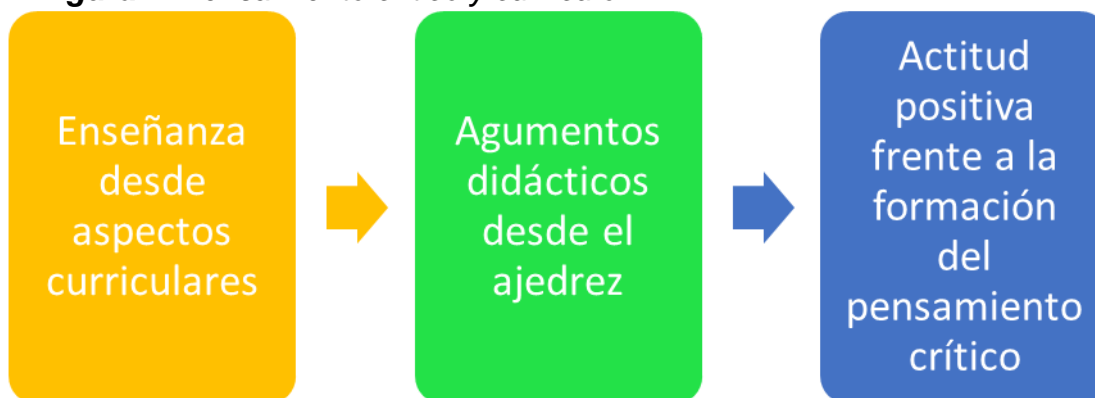 Enseñanza
desde
aspectos
curriculares
Agumentos
didácticos
desde el
ajedrez
Actitud
positiva
frente a la
formación
del
pensamiento
crítico